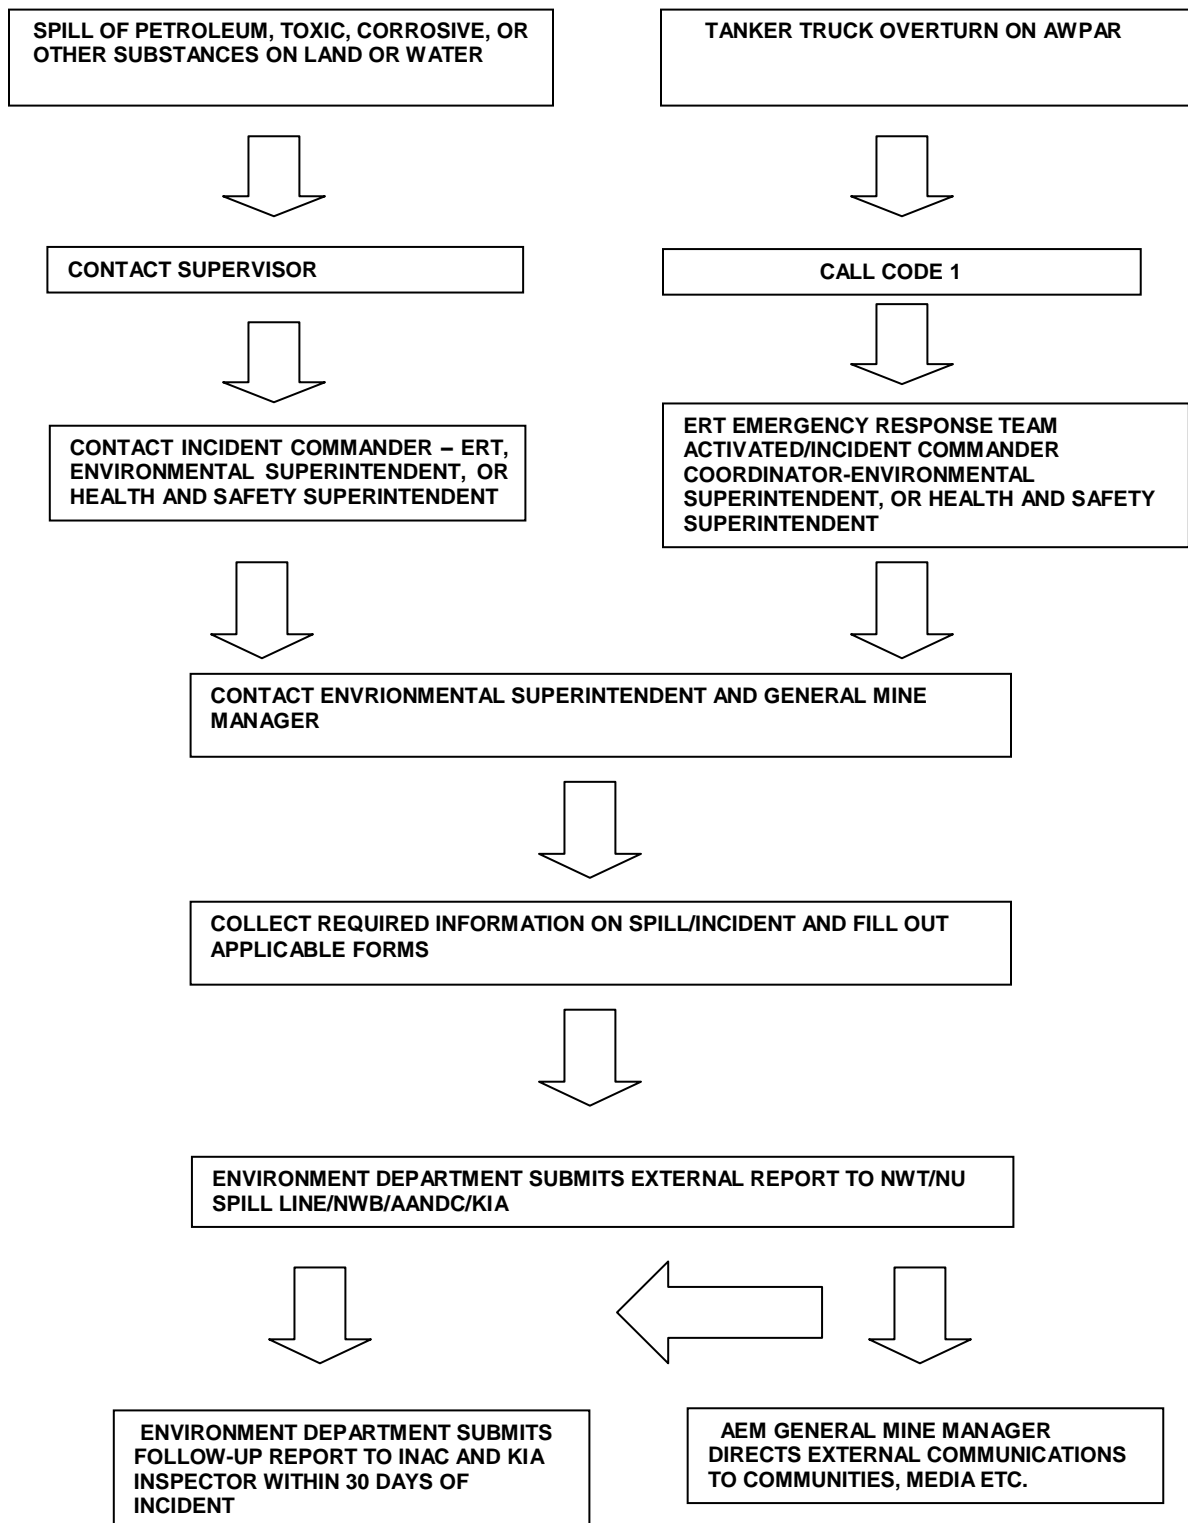 SPILL OF PETROLEUM, TOXIC, CORROSIVE, OR
OTHER SUBSTANCES ON LAND OR WATER
TANKER TRUCK OVERTURN ON AWPAR
CONTACT SUPERVISOR
CALL CODE 1
CONTACT INCIDENT COMMANDER – ERT,
ENVIRONMENTAL SUPERINTENDENT, OR
HEALTH AND SAFETY SUPERINTENDENT
ERT EMERGENCY RESPONSE TEAM
ACTIVATED/INCIDENT COMMANDER
COORDINATOR-ENVIRONMENTAL
SUPERINTENDENT, OR HEALTH AND SAFETY
SUPERINTENDENT
CONTACT ENVRIONMENTAL SUPERINTENDENT AND GENERAL MINE
MANAGER
COLLECT REQUIRED INFORMATION ON SPILL/INCIDENT AND FILL OUT
APPLICABLE FORMS
ENVIRONMENT DEPARTMENT SUBMITS EXTERNAL REPORT TO NWT/NU
SPILL LINE/NWB/AANDC/KIA
ENVIRONMENT DEPARTMENT SUBMITS
FOLLOW-UP REPORT TO INAC AND KIA
INSPECTOR WITHIN 30 DAYS OF
INCIDENT
AEM GENERAL MINE MANAGER
DIRECTS EXTERNAL COMMUNICATIONS
TO COMMUNITIES, MEDIA ETC.